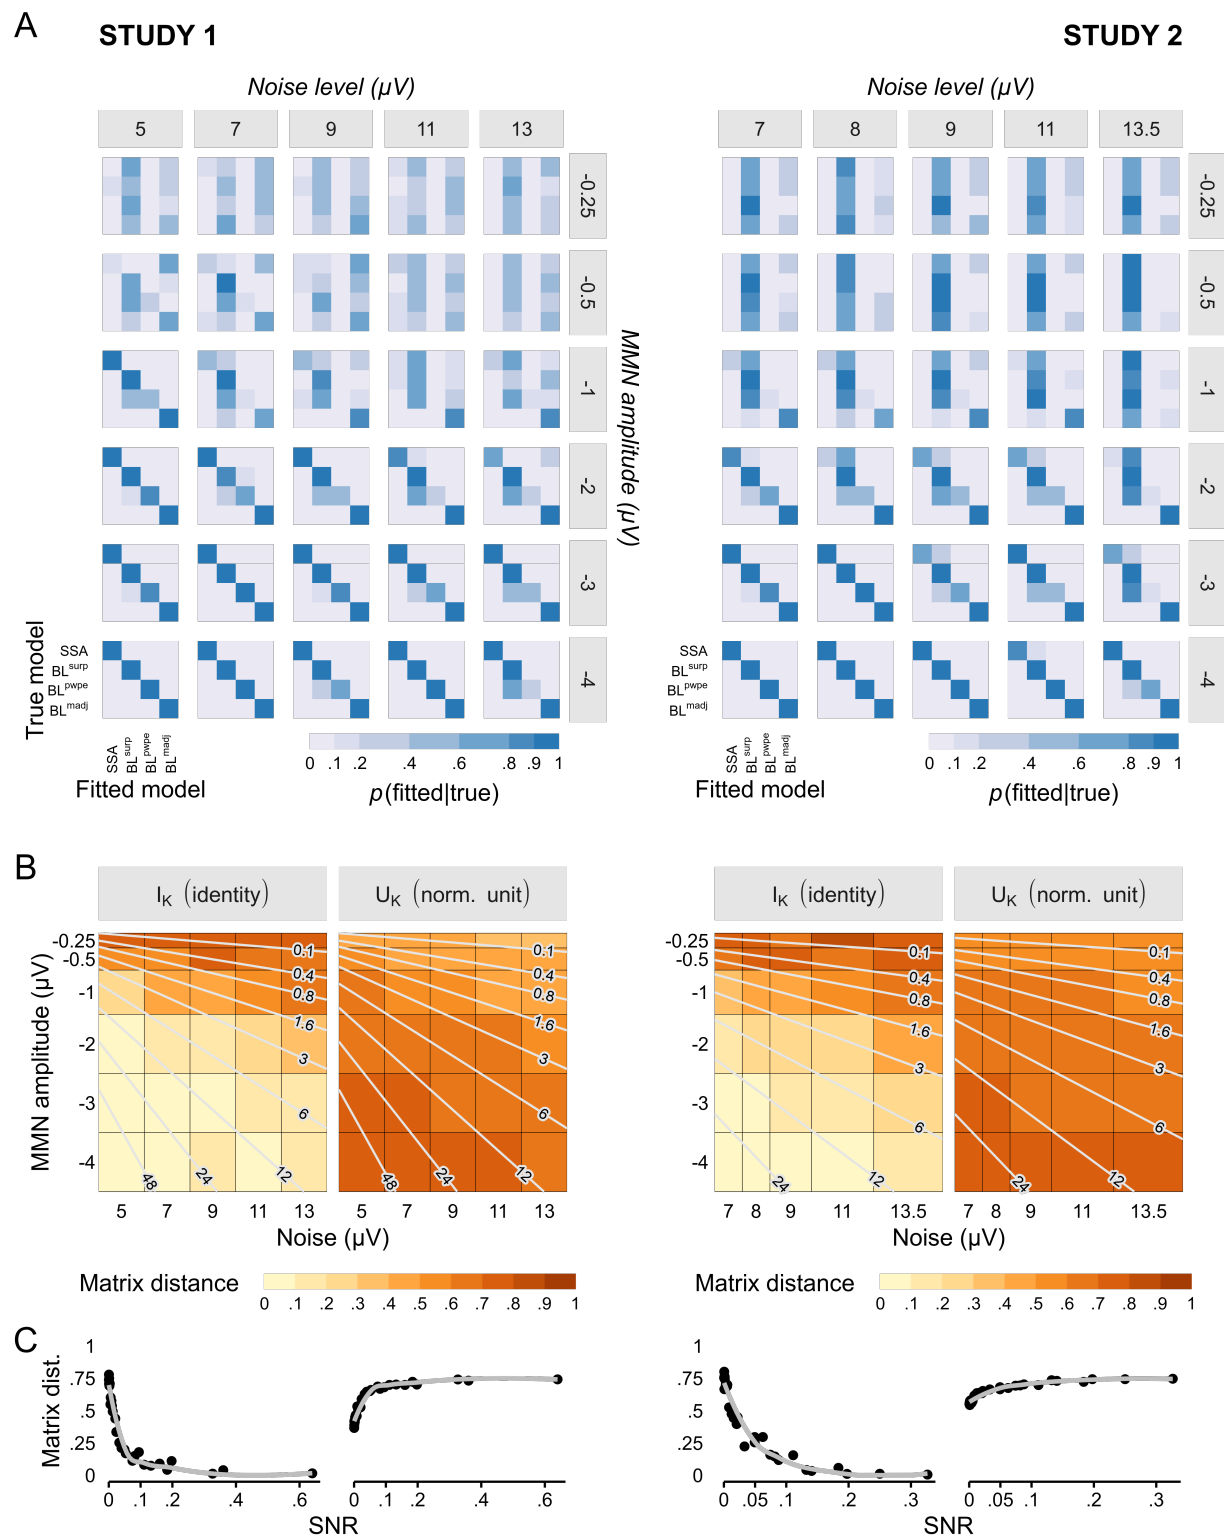 A
STUDY 1
STUDY 2
Noise level (µV)
Noise level (µV)
5 7 9 11 13
7 8 9 11 13.5
-0.25
-0.5
-1
-2
-3
-4
MMN amplitude (µV)
-0.25
-0.5
-1
-2
-3
-4
True model
SSA
BLsurp
BLpwpe
BLmadj
SSA
BLsurp
BLpwpe
BLmadj
SSA BLsurp BLpwpe BLmadj
Fitted model
0 .1 .2 .4 .6 .8 .9 1
p(fitted|true)
SSA BLsurp BLpwpe BLmadj
Fitted model
0 .1 .2 .4 .6 .8 .9 1
p(fitted|true)
B
IK (identity)
UK (norm. unit)
IK (identity)
UK (norm. unit)
MMN amplitude (µV)
-0.25
-0.5
-1
-2
-3
-4
0.1
0.4
0.8
1.6
3
6
12
24
48
0.1
0.4
0.8
1.6
3
6
12
24
48
5 7 9 11 13
5 7 9 11 13
Noise (µV)
-0.25
-0.5
-1
-2
-3
-4
0.1
0.4
0.8
1.6
3
6
12
24
0.1
0.4
0.8
1.6
3
6
12
24
7 8 9 11 13.5
7 8 9 11 13.5
Noise (µV)
Matrix distance
0 .1 .2 .3 .4 .5 .6 .7 .8 .9 1
Matrix distance
0 .1 .2 .3 .4 .5 .6 .7 .8 .9 1
C
Matrix dist.
1
.75
.5
.25
0
0 .1 .2 .4 .6
0 .1 .2 .4 .6
SNR
1
.75
.5
.25
0
0 .05 .1 .2 .3
0 .05 .1 .2 .3
SNR